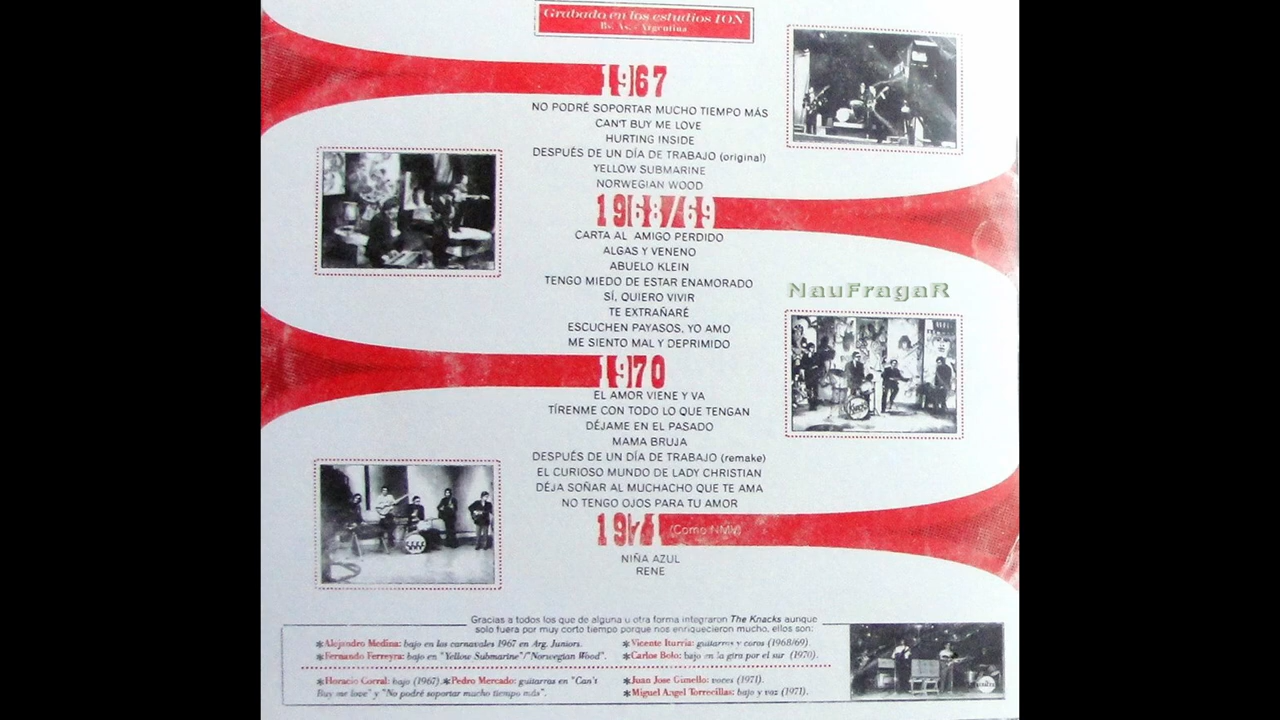 Grabado en los estudios ION
Bs. As. - Argentina
1967
NO PODRÉ SOPORTAR MUCHO TIEMPO MÁS
CAN'T BUY ME LOVE
HURTING INSIDE
DESPUÉS DE UN DÍA DE TRABAJO (original)
YELLOW SUBMARINE
NORWEGIAN WOOD
1968/69
CARTA AL AMIGO PERDIDO
ALGAS Y VENENO
ABUELO KLEIN
TENGO MIEDO DE ESTAR ENAMORADO
SÍ, QUIERO VIVIR
TE EXTRAÑARÉ
ESCUCHEN PAYASOS, YO AMO
ME SIENTO MAL Y DEPRIMIDO
NauFragaR
1970
EL AMOR VIENE Y VA
TÍRENME CON TODO LO QUE TENGAN
DÉJAME EN EL PASADO
MAMA BRUJA
DESPUÉS DE UN DÍA DE TRABAJO (remake)
EL CURIOSO MUNDO DE LADY CHRISTIAN
DÉJA SOÑAR AL MUCHACHO QUE TE AMA
NO TENGO OJOS PARA TU AMOR
1971 (Como NMV)
NIÑA AZUL
RENE
Gracias a todos los que de alguna u otra forma integraron The Knacks aunque
solo fuera por muy corto tiempo porque nos enriquecieron mucho, ellos son:
*Alejandro Medina: bajo en los carnavales 1967 en Arg. Juniors.
*Fernando Ferreyra: bajo en "Yellow Submarine"/"Norwegian Wood".
*Horacio Corral: bajo (1967).*Pedro Mercado: guitarras en "Can't
Buy me love" y "No podré soportar mucho tiempo más".
*Vicente Iturriz: guitarras y coros (1968/69).
*Carlos Bolo: bajo en la gira por el sur (1970).
*Juan Jose Gimello: voces (1971).
*Miguel Angel Torrecillas: bajo y voz (1971).